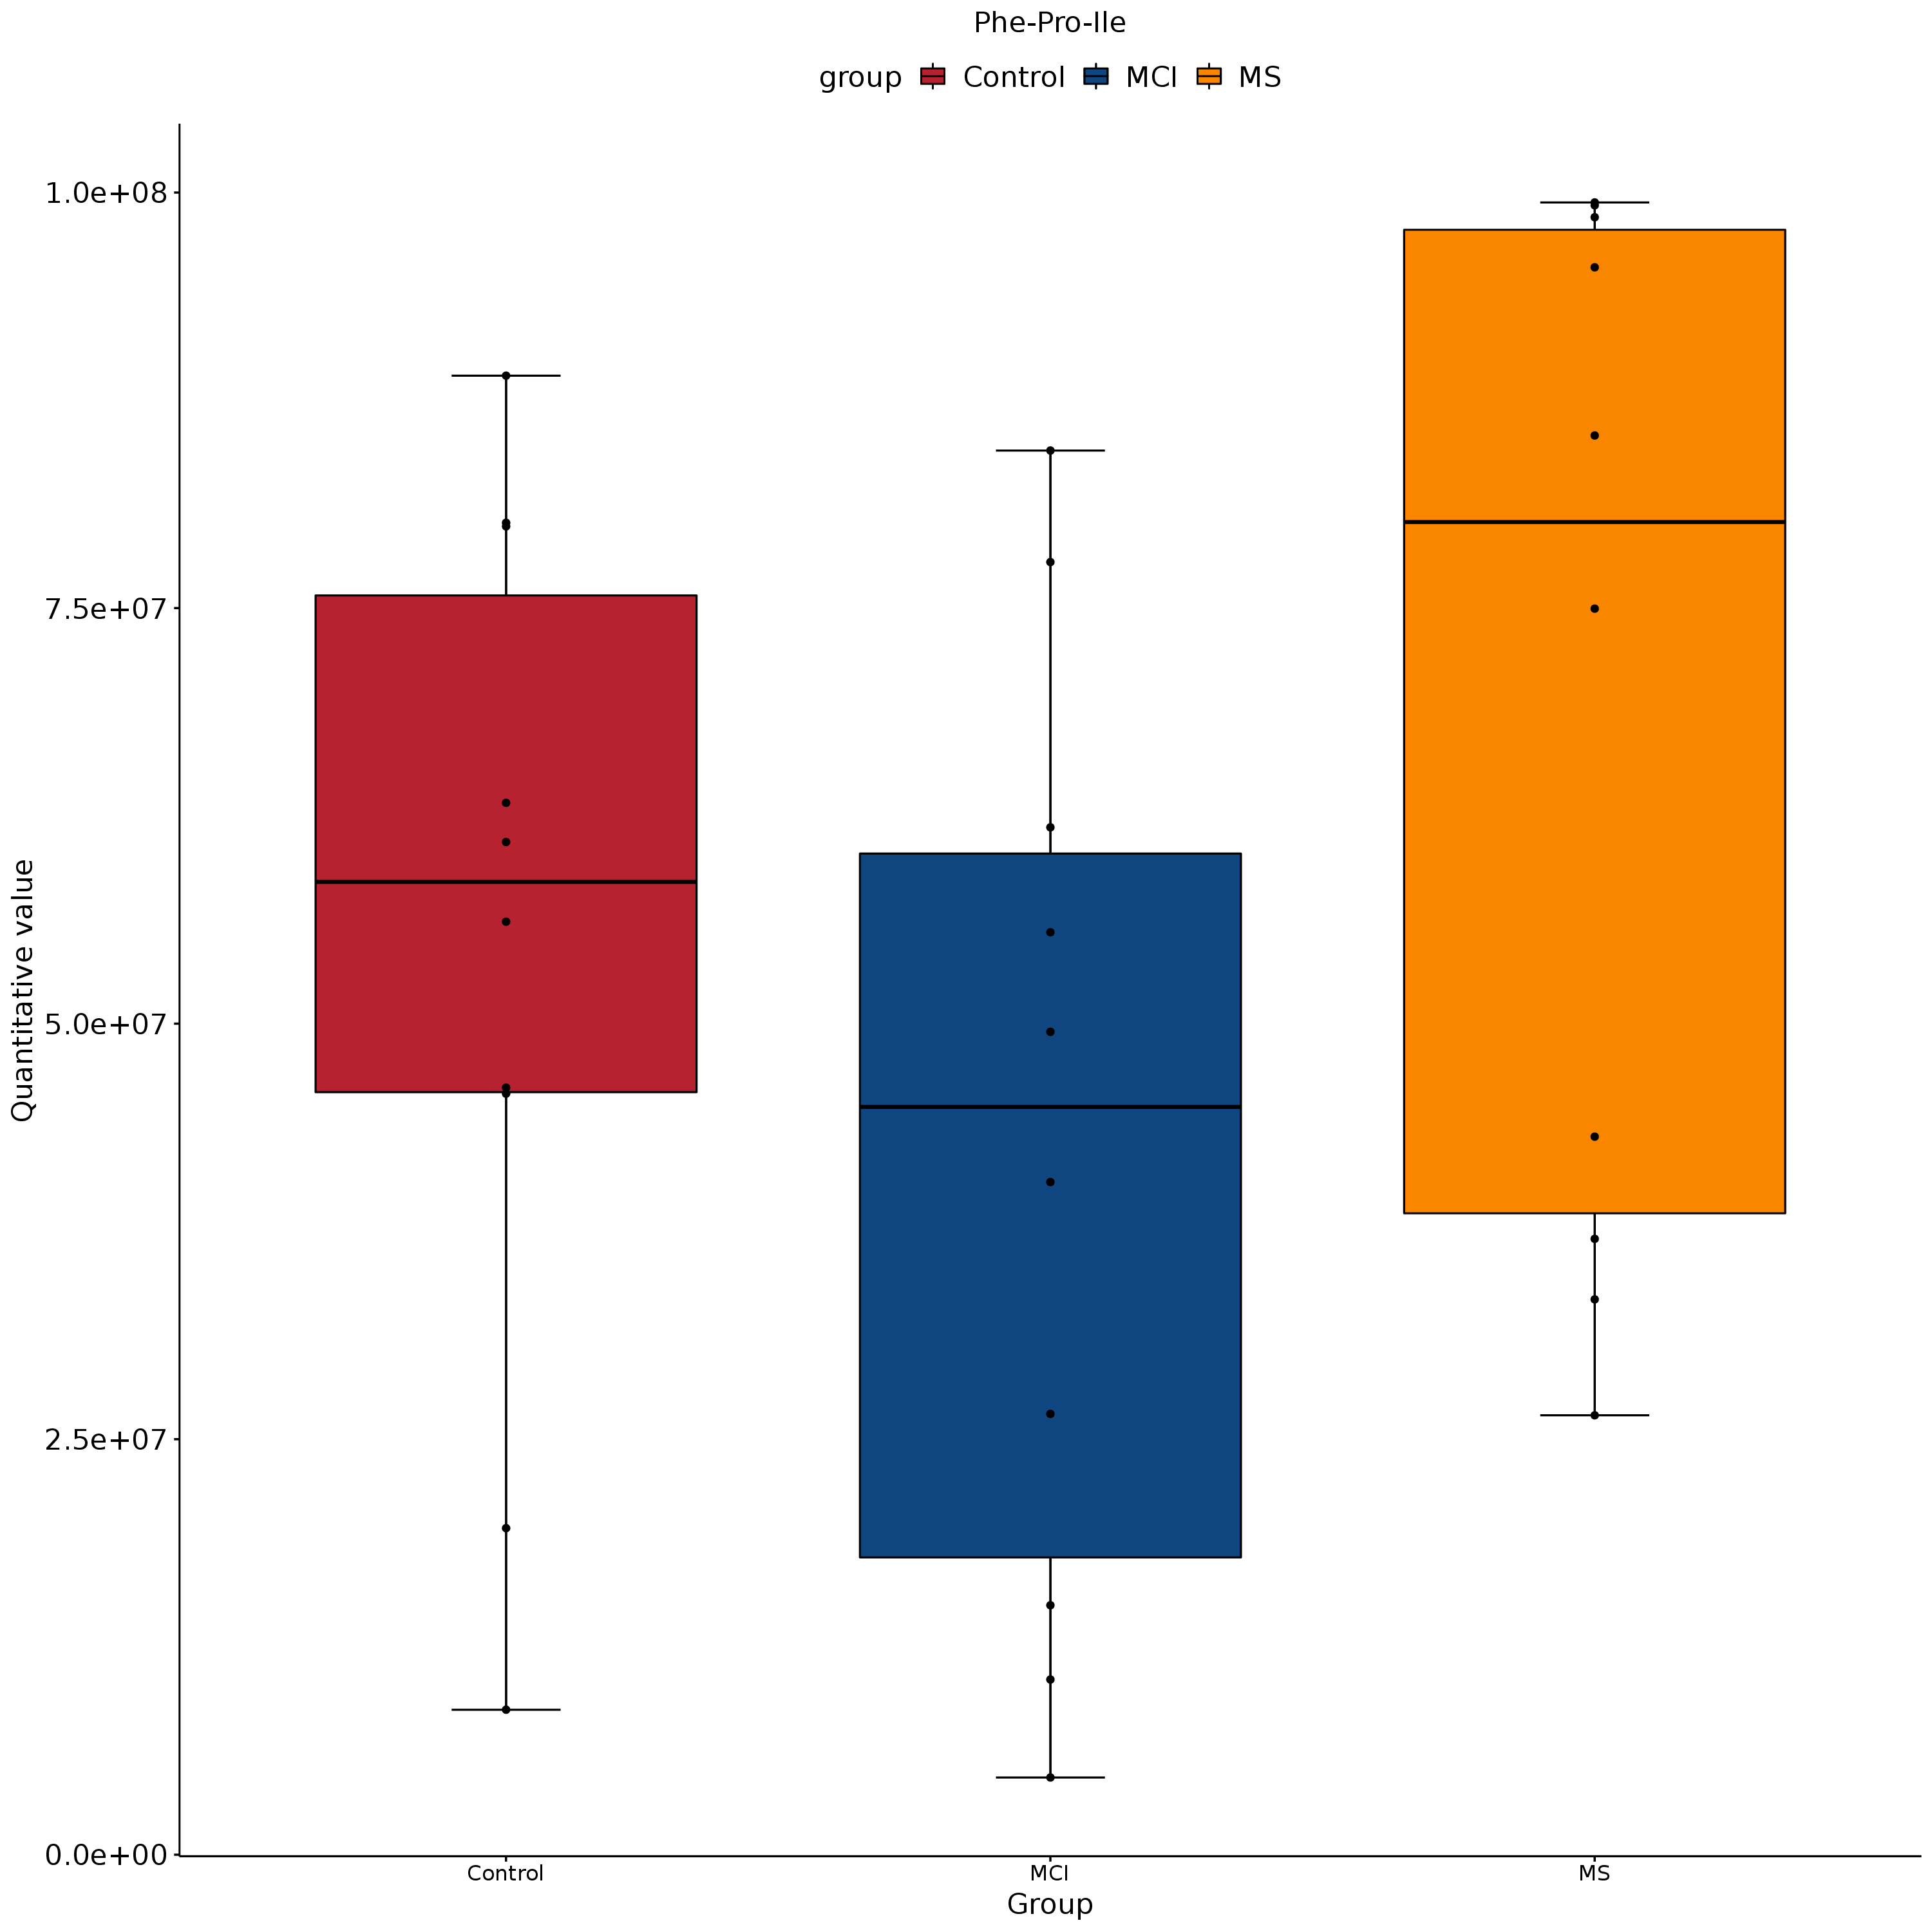 Phe-Pro-Ile
group Control MCI MS
1.0e+08
7.5e+07
5.0e+07
2.5e+07
0.0e+00
Quantitative value
Control MCI MS
Group